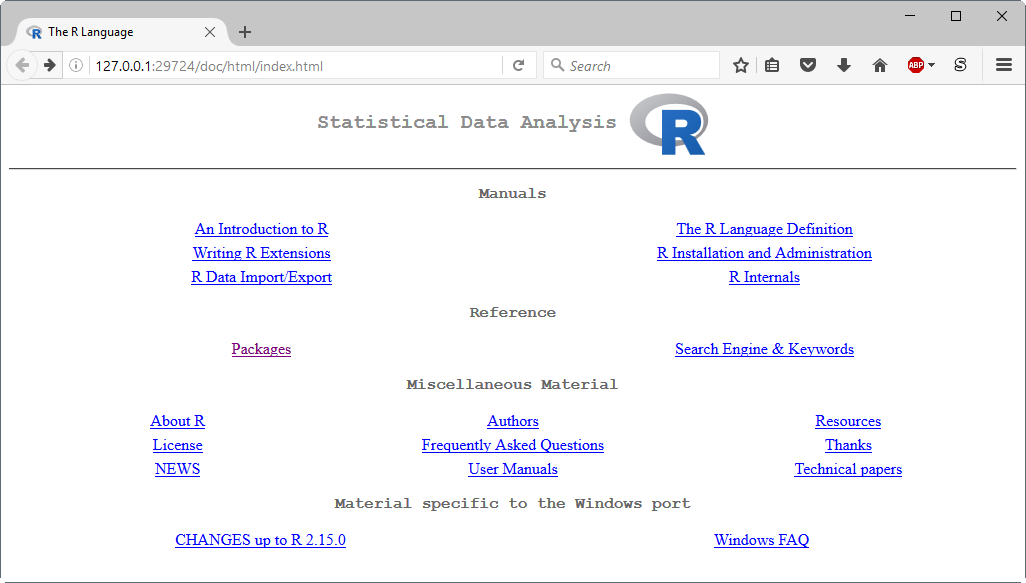 The R Language
127.0.0.1:29724/doc/html/index.html
Search
ABP
S
Statistical Data Analysis R
Manuals
An Introduction to R The R Language Definition
Writing R Extensions R Installation and Administration
R Data Import/Export R Internals
Reference
Packages Search Engine & Keywords
Miscellaneous Material
About R Authors Resources
License Frequently Asked Questions Thanks
NEWS User Manuals Technical papers
Material specific to the Windows port
CHANGES up to R 2.15.0 Windows FAQ